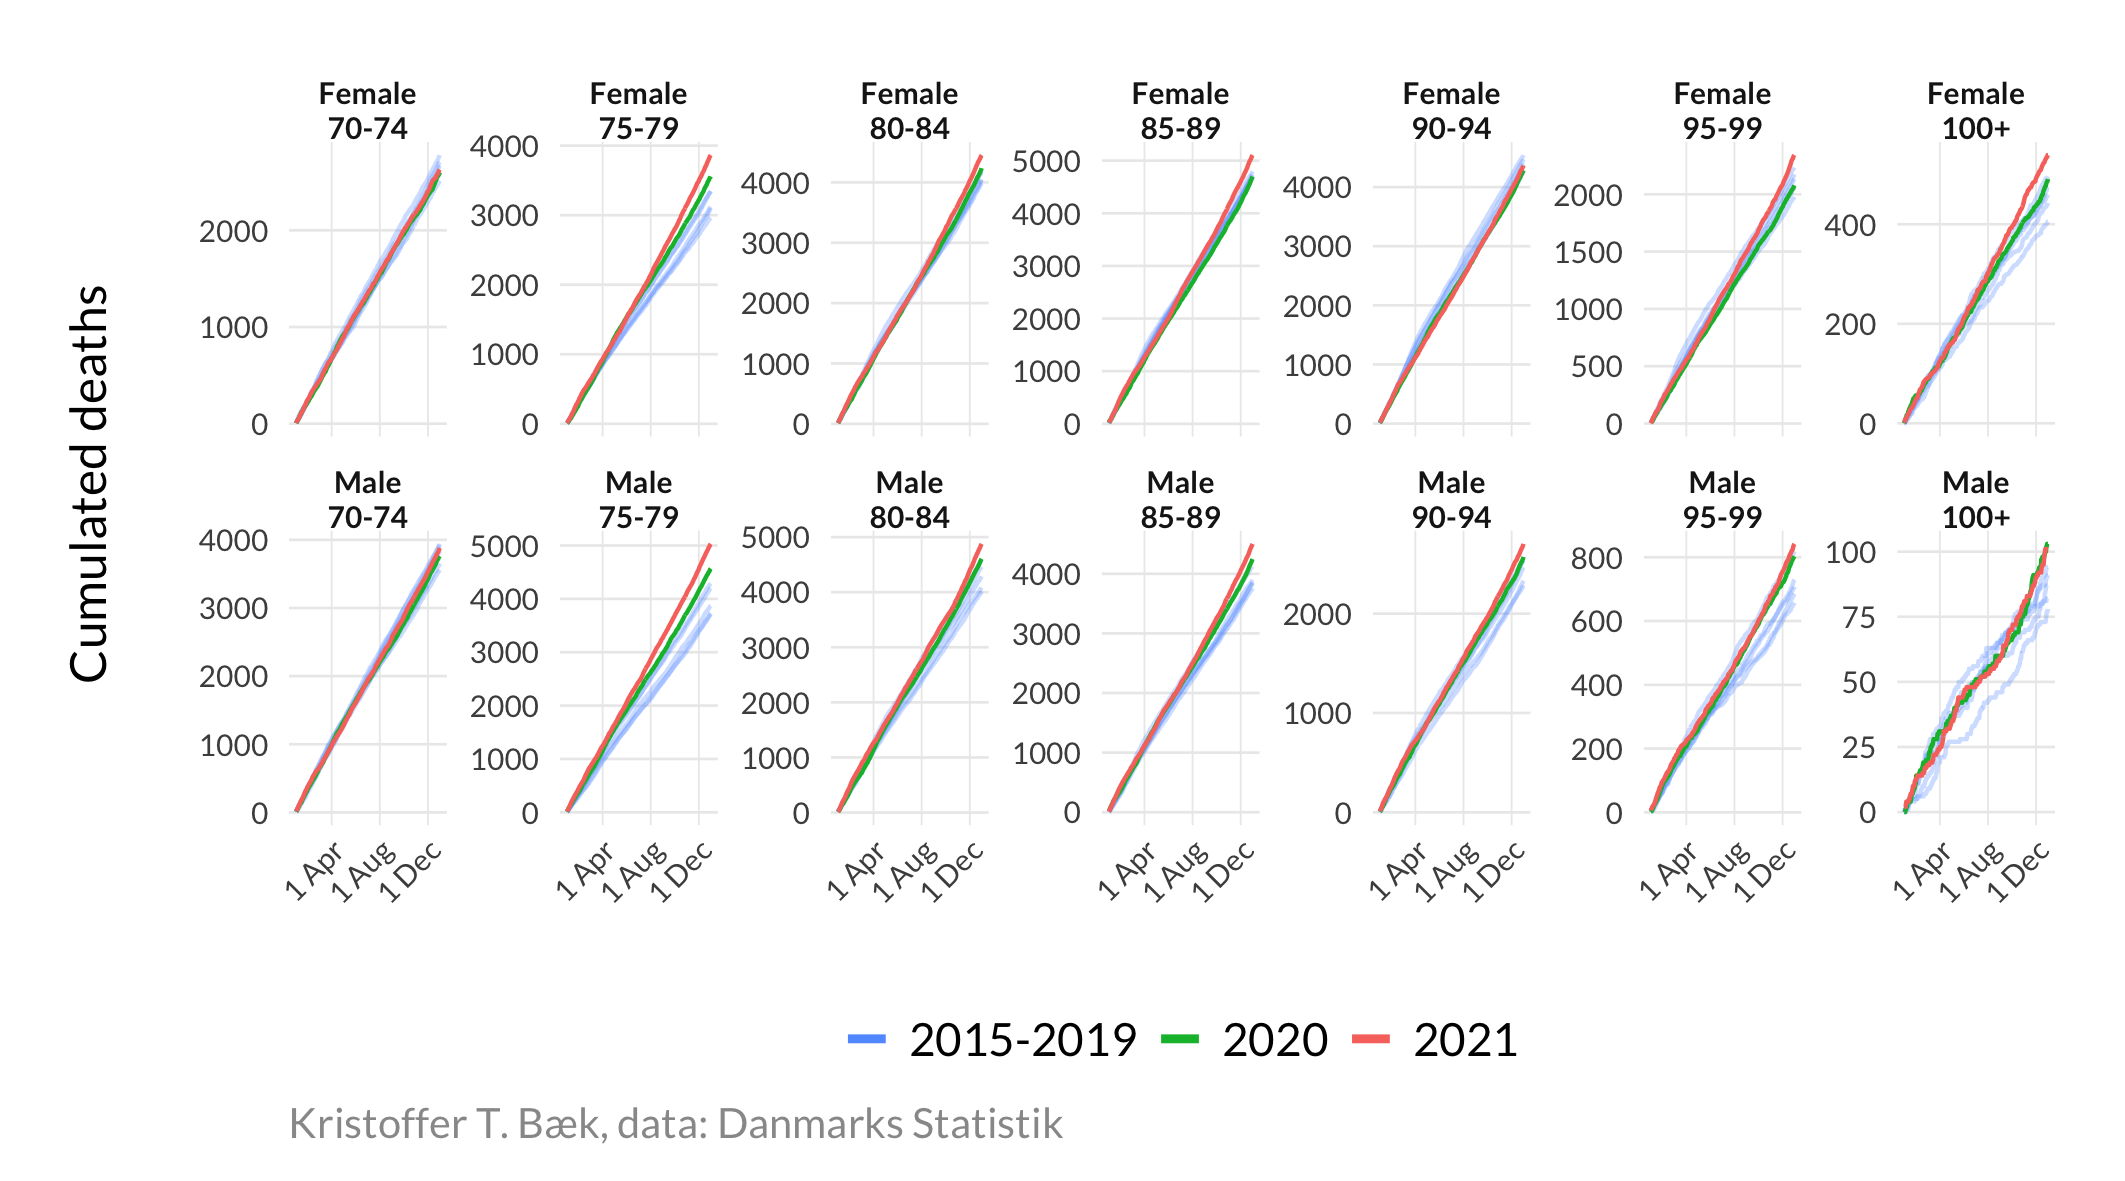 Cumulated deaths
Female
70-74
Female
75-79
Female
80-84
Female
85-89
Female
90-94
Female
95-99
Female
100+
2000
1000
0
4000
3000
2000
1000
0
4000
3000
2000
1000
0
5000
4000
3000
2000
1000
0
4000
3000
2000
1000
0
2000
1500
1000
500
0
400
200
0
Male
70-74
Male
75-79
Male
80-84
Male
85-89
Male
90-94
Male
95-99
Male
100+
4000
3000
2000
1000
0
5000
4000
3000
2000
1000
0
5000
4000
3000
2000
1000
0
4000
3000
2000
1000
0
2000
1000
0
800
600
400
200
0
100
75
50
25
0
1 Apr
1 Aug
1 Dec
1 Apr
1 Aug
1 Dec
1 Apr
1 Aug
1 Dec
1 Apr
1 Aug
1 Dec
1 Apr
1 Aug
1 Dec
1 Apr
1 Aug
1 Dec
1 Apr
1 Aug
1 Dec
2015-2019 2020 2021
Kristoffer T. Bæk, data: Danmarks Statistik